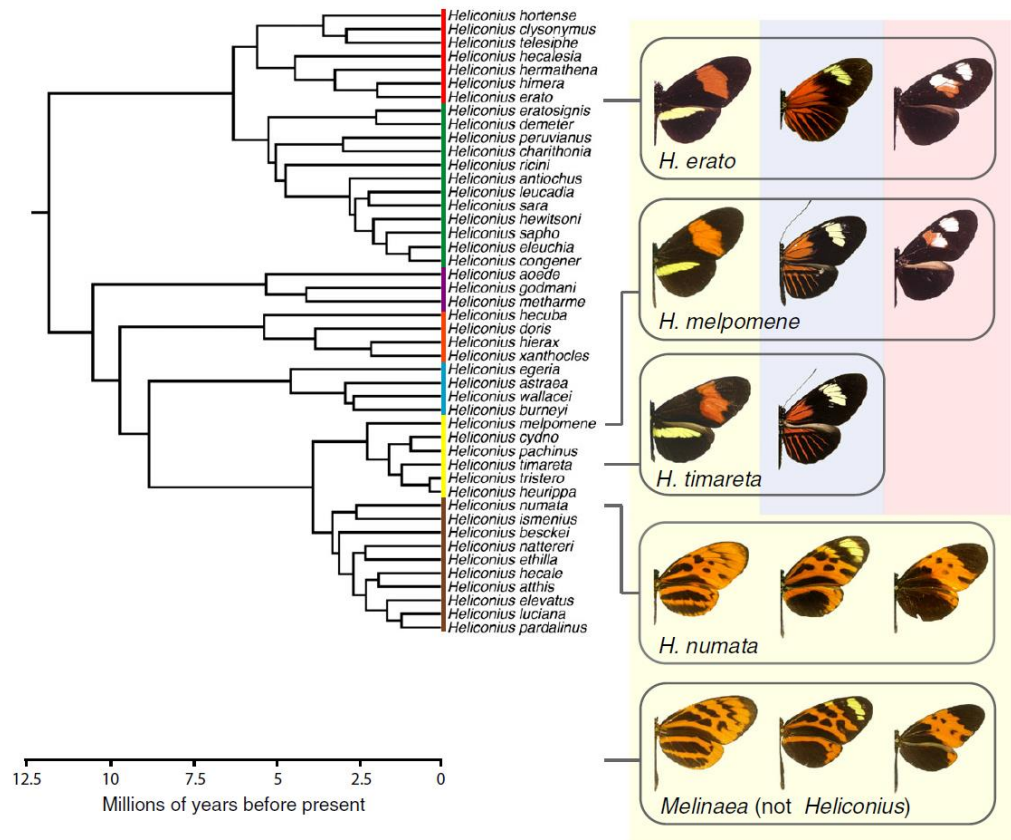 Heliconius hortense
Heliconius clysonymus
Heliconius telesiphe
Heliconius hecalesia
Heliconius hermathena
Heliconius himera
Heliconius erato
Heliconius eratosignis
Heliconius demeter
Heliconius peruvianus
Heliconius charithonia
Heliconius ricini
Heliconius antiochus
Heliconius leucadia
Heliconius sara
Heliconius hewitsoni
Heliconius sapho
Heliconius eleuchia
Heliconius congener
Heliconius aoede
Heliconius godmani
Heliconius metharme
Heliconius hecuba
Heliconius doris
Heliconius hierax
Heliconius xanthocles
Heliconius egeria
Heliconius astraea
Heliconius wallacei
Heliconius burneyi
Heliconius melpomene
Heliconius cydno
Heliconius pachinus
Heliconius timareta
Heliconius tristero
Heliconius heurippa
Heliconius numata
Heliconius ismenius
Heliconius besckei
Heliconius nattereri
Heliconius ethilla
Heliconius hecale
Heliconius atthis
Heliconius elevatus
Heliconius luciana
Heliconius pardalinus
12.5 10 7.5 5 2.5 0
Millions of years before present
H. erato
H. melpomene
H. timareta
H. numata
Melinaea (not Heliconius)